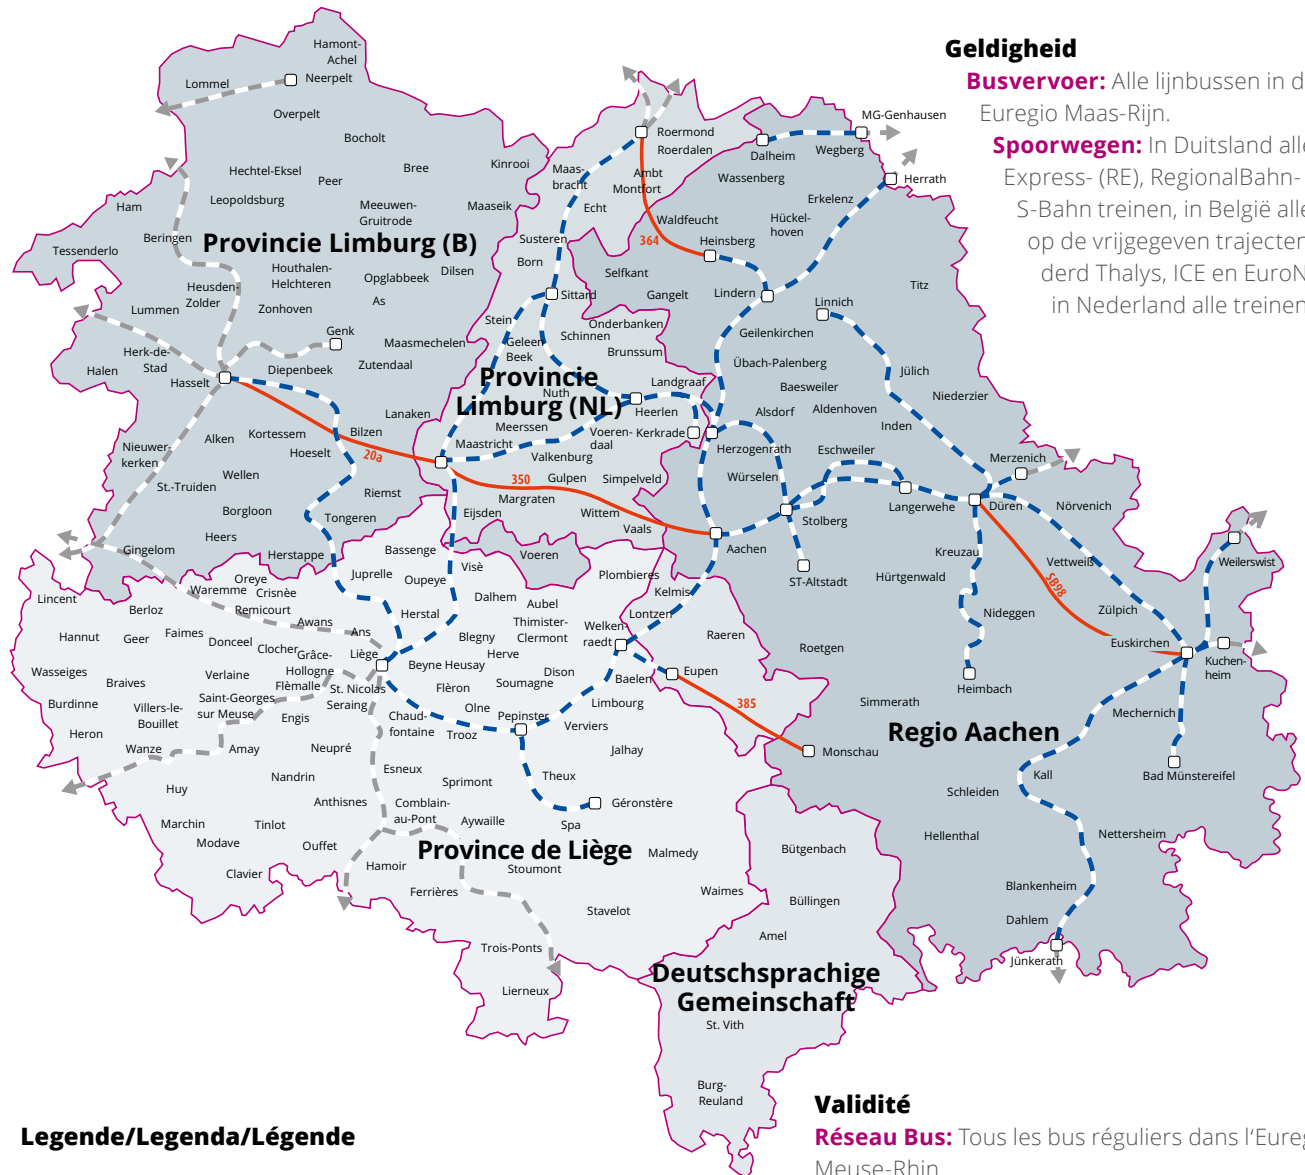 Geldigheid
Busvervoer: Alle lijnbussen in d
Euregio Maas-Rijn.
Spoorwegen: In Duitsland alle
Express- (RE), RegionalBahn-
S-Bahn treinen, in België alle
op de vrijgegeven trajecten
derd Thalys, ICE en EuroN
in Nederland alle treinen
Hamont-
Achel
Neerpelt
Lommel
Overpelt
Bocholt
Bree
Kinrooi
Hechtel-Eksel
Peer
Leopoldsburg
Meeuwen-
Gruitrode
Maaseik
Ham
Beringen
Tessenderlo
Provincie Limburg (B)
Houthalen-
Helchteren
Opglabbeek
Dilsen
Heusden-
Zolder
As
Lummen
Zonhoven
Genk
Maasmechelen
Herk-de-
Stad
Halen
Hasselt
Diepenbeek
Zutendaal
Lanaken
Bilzen
Kortessem
Alken
Hoeselt
20a
Nieuwer-
kerken
Wellen
St.-Truiden
Riemst
Borgloon
Tongeren
Heers
Herstappe
Gingelom
Roermond
Roerdalen
Maas-
bracht
Ambt
Montfort
Echt
Susteren
Born
Sittard
Stein
Geleen
Beek
Schinnen
Onderbanken
Brunssum
Provincie
Limburg (NL)
Nuth
Landgraaf
Heerlen
Meerssen
Voeren-
daal
Kerkrade
Maastricht
Valkenburg
350
Gulpen
Simpelveld
Margraten
Eijsden
Wittem
Vaals
Voeren
364
MG-Genhausen
Dalheim
Wegberg
Herrath
Wassenberg
Erkelenz
Waldfeucht
Hückel-
hoven
Heinsberg
Selfkant
Gangelt
Lindern
Linnich
Titz
Geilenkirchen
Übach-Palenberg
Jülich
Baesweiler
Niederzier
Alsdorf
Aldenhoven
Inden
Herzogenrath
Eschweiler
Merzenich
Würselen
Langerwehe
Düren
Nörvenich
Stolberg
Aachen
Kreuzau
Vettweiß
Weilerswist
ST-Altstadt
Hürtgenwald
SB98
Nideggen
Zülpich
Euskirchen
Roetgen
Kuchen-
heim
Heimbach
Simmerath
Mechernich
Regio Aachen
Monschau
Kall
Bad Münstereifel
Schleiden
Hellenthal
Nettersheim
Blankenheim
Dahlem
Jünkerath
Bassenge
Visè
Juprelle
Oupeye
Plombieres
Kelmis
Oreye
Waremme
Crisnèe
Remicourt
Lincent
Berloz
Dalhem
Aubel
Thimister-
Clermont
Lontzen
Herstal
Awans
Ans
Hannut
Geer
Faimes
Donceel
Blegny
Welken-
raedt
Raeren
Clocher
Grâce-
Hollogne
Liège
Herve
Beyne Heusay
Wasseiges
Braives
Verlaine
Flèmalle
St. Nicolas
Flèron
Soumagne
Dison
Baelen
Eupen
Burdinne
Villers-le-
Bouillet
Saint-Georges
sur Meuse
Seraing
Olne
Limbourg
385
Engis
Chaud-
fontaine
Pepinster
Trooz
Verviers
Heron
Wanze
Amay
Neupré
Jalhay
Huy
Nandrin
Esneux
Sprimont
Theux
Géronstère
Anthisnes
Comblain-
au-Pont
Aywaille
Spa
Marchin
Tinlot
Modave
Ouffet
Province de Liège
Malmedy
Clavier
Hamoir
Stoumont
Ferrières
Waimes
Stavelot
Trois-Ponts
Lierneux
Bütgenbach
Büllingen
Amel
Deutschsprachige
Gemeinschaft
St. Vith
Burg-
Reuland
Legende/Legenda/Légende
Validité
Réseau Bus: Tous les bus réguliers dans l‘Eureg
Meuse-Rhin